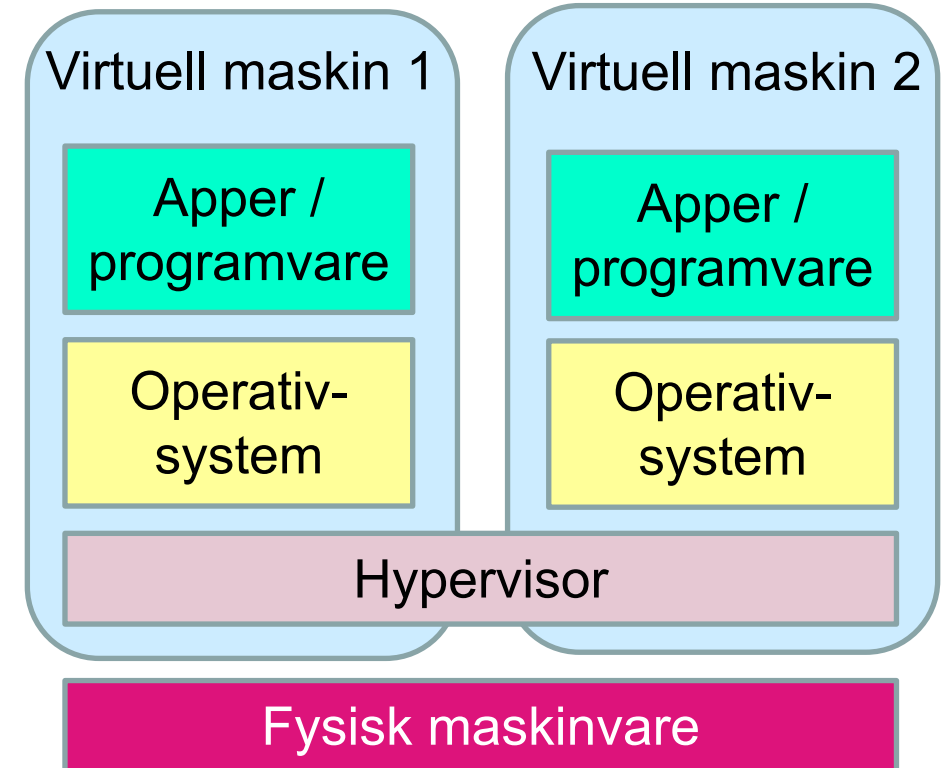 Virtuell maskin 1
Apper /
programvare
Operativ-
system
Virtuell maskin 2
Apper /
programvare
Operativ-
system
Hypervisor
Fysisk maskinvare